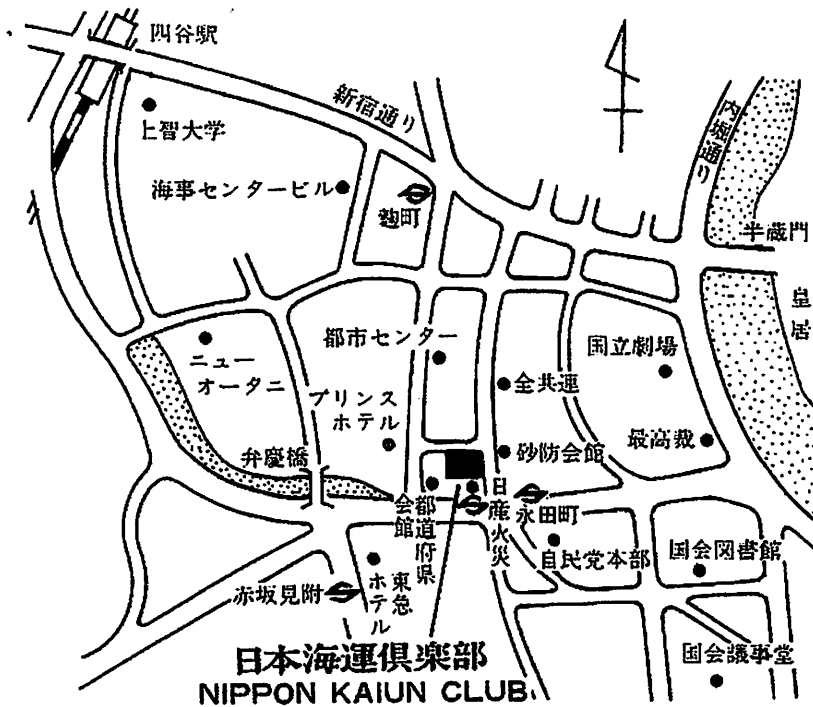 四谷駅
上智大学
新宿通り
内堀通り
海事センタービル
麹町
半蔵門
皇居
都市センター
国立劇場
ニュー
オータニ
全共連
プリンス
ホテル
最高裁
砂防会館
弁慶橋
都道府県
会館
日産火災
永田町
自民党本部
国会図書館
赤坂見附
東急
ホテル
日本海運倶楽部
NIPPON KAIUN CLUB
国会議事堂